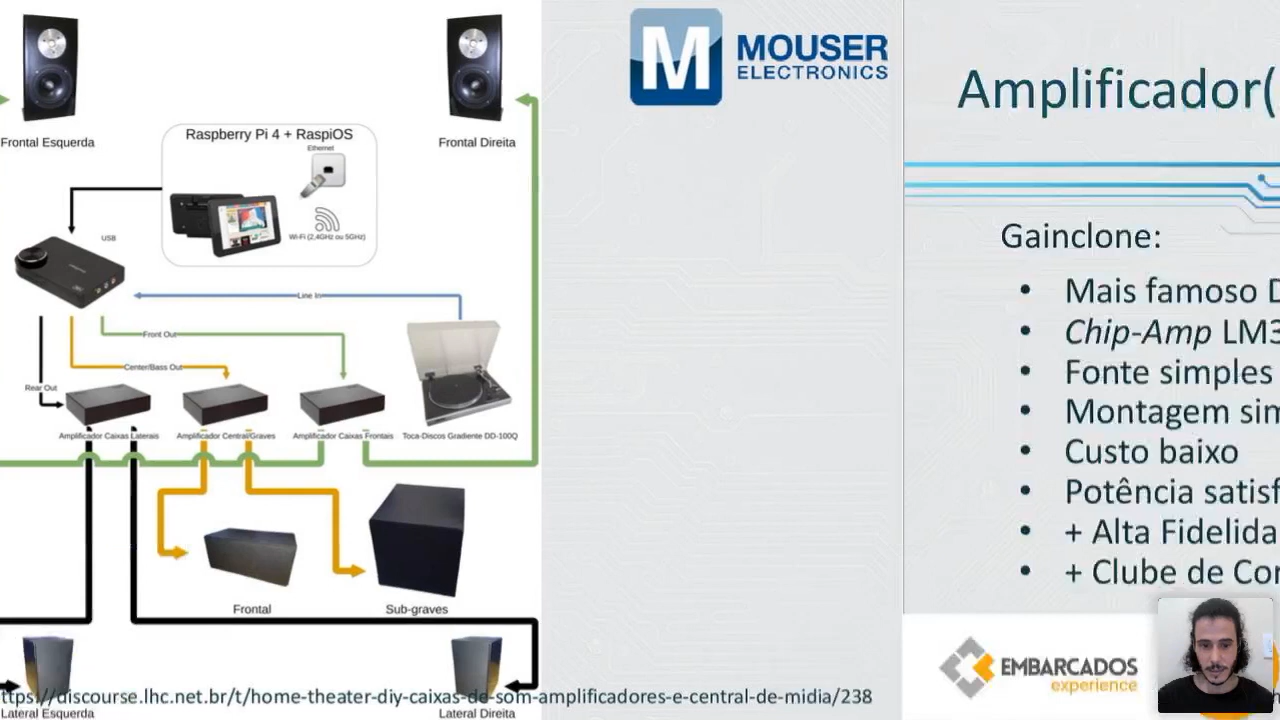 Frontal Esquerda
Frontal Direita
Raspberry Pi 4 + RaspiOS
Ethernet
Wi-Fi (2,4GHz ou 5GHz)
USB
Line In
Front Out
Center/Bass Out
Rear Out
Amplificador Caixas Laterais
Amplificador Central/Graves
Amplificador Caixas Frontais
Toca-Discos Gradiente DD-100Q
Frontal
Sub-graves
ttps://discourse.lhc.net.br/t/home-theater-diy-caixas-de-som-amplificadores-e-central-de-midia/238
Lateral Esquerda
Lateral Direita
M MOUSER
ELECTRONICS
Amplificador(
Gainclone:
• Mais famoso D
• Chip-Amp LM3
• Fonte simples
• Montagem sim
• Custo baixo
• Potência satisf
• + Alta Fidelida
• + Clube de Con
EMBARCADOS
experience